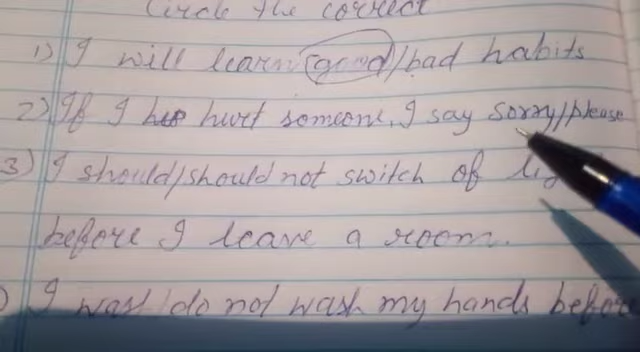 Circle the correct
1) I will learn good/bad habits
2) If I hurt someone, I say sorry/please
3) I should/should not switch of
before I leave a room.
) I wash/do not wash my hands before